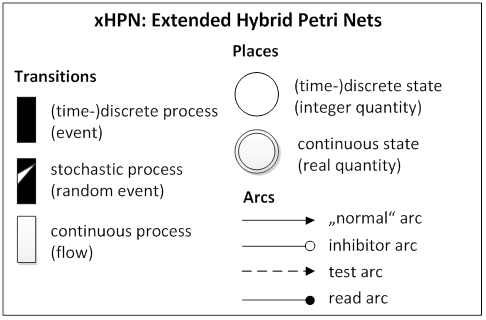 xHPN: Extended Hybrid Petri Nets
Transitions
(time-)discrete process
(event)
stochastic process
(random event)
continuous process
(flow)
Places
(time-)discrete state
(integer quantity)
continuous state
(real quantity)
Arcs
„normal“ arc
inhibitor arc
test arc
read arc